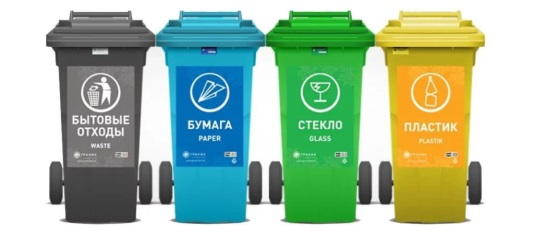 БЫТОВЫЕ
ОТХОДЫ
WASTE
БУМАГА
PAPER
СТЕКЛО
GLASS
ПЛАСТИК
PLASTIK